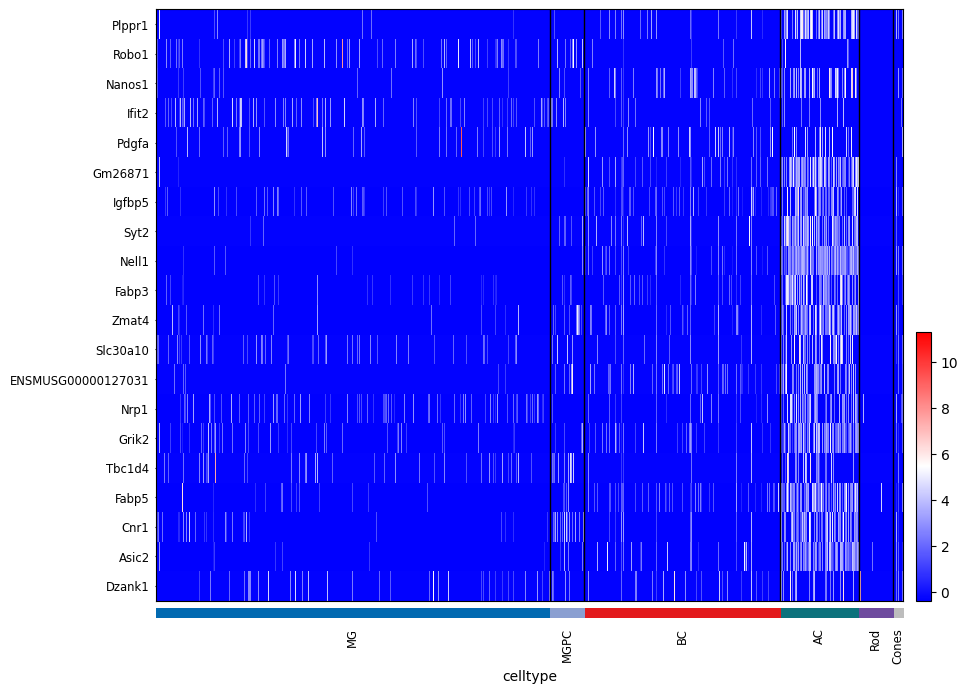 Plppr1
Robo1
Nanos1
Ifit2
Pdgfa
Gm26871
Igfbp5
Syt2
Nell1
Fabp3
Zmat4
Slc30a10
ENSMUSG00000127031
Nrp1
Grik2
Tbc1d4
Fabp5
Cnr1
Asic2
Dzank1
10
8
6
4
2
0
MG
MGPC
BC
AC
Rod
Cones
celltype